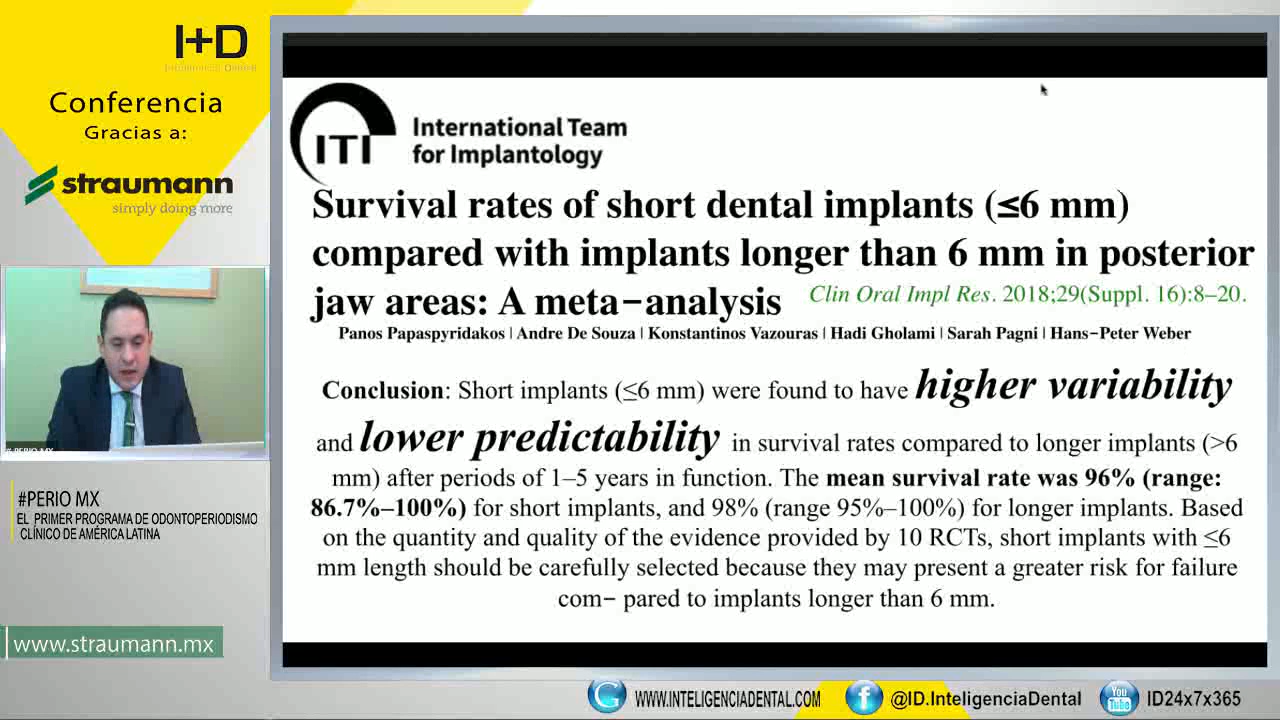 I+D
Conferencia
Gracias a:
straumann
simply doing more
# PERIO MX
#PERIO MX
EL PRIMER PROGRAMA DE ODONTOPERIODISMO
CLÍNICO DE AMÉRICA LATINA
www.straumann.mx
ITI
International Team
for Implantology
Survival rates of short dental implants (≤6 mm)
compared with implants longer than 6 mm in posterior
jaw areas: A meta−analysis
Clin Oral Impl Res. 2018;29(Suppl. 16):8–20.
Panos Papaspyridakos | Andre De Souza | Konstantinos Vazouras | Hadi Gholami | Sarah Pagni | Hans−Peter Weber
Conclusion: Short implants (≤6 mm) were found to have higher variability
and lower predictability in survival rates compared to longer implants (>6
mm) after periods of 1–5 years in function. The mean survival rate was 96% (range:
86.7%–100%) for short implants, and 98% (range 95%–100%) for longer implants. Based
on the quantity and quality of the evidence provided by 10 RCTs, short implants with ≤6
mm length should be carefully selected because they may present a greater risk for failure
com− pared to implants longer than 6 mm.
WWW.INTELIGENCIADENTAL.COM
f
@ID.InteligenciaDental
You
Tube
ID24x7x365